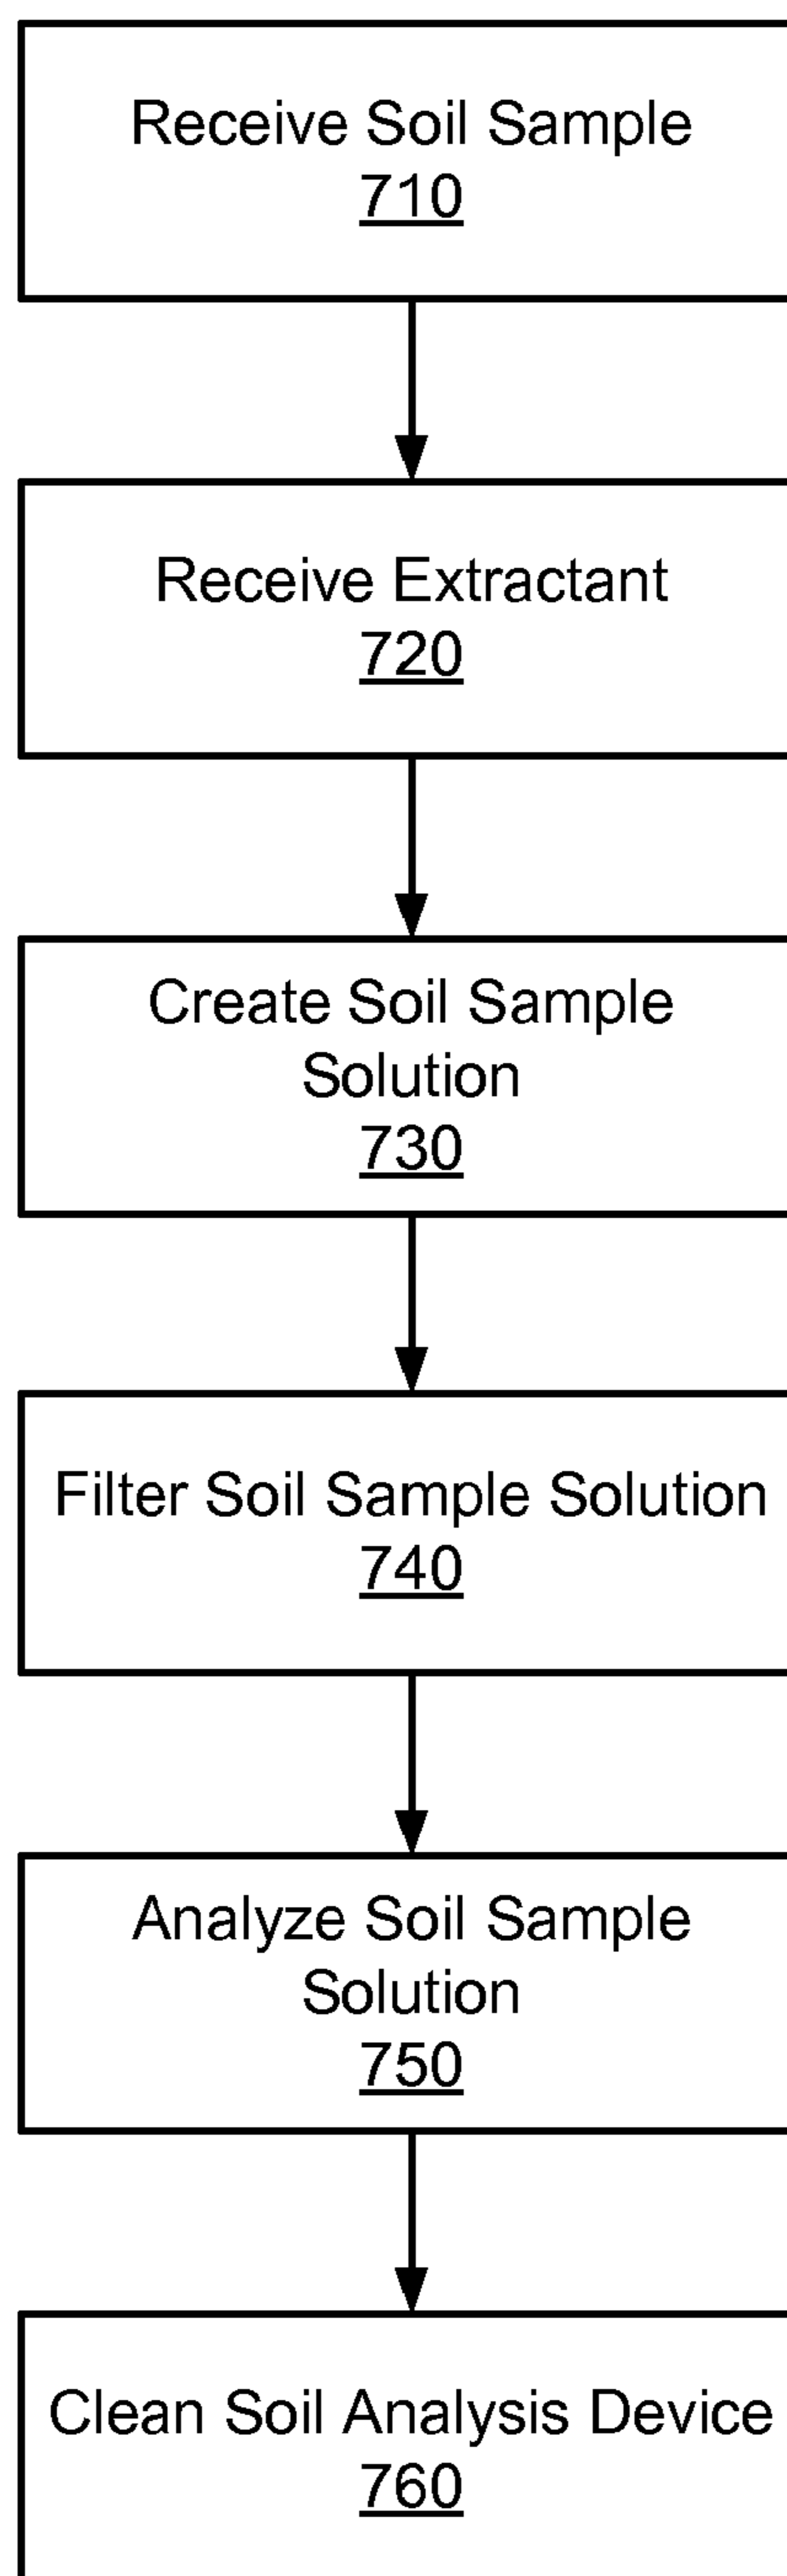 Receive Soil Sample
710
Receive Extractant
720
Create Soil Sample
Solution
730
Filter Soil Sample Solution
740
Analyze Soil Sample
Solution
750
Clean Soil Analysis Device
760